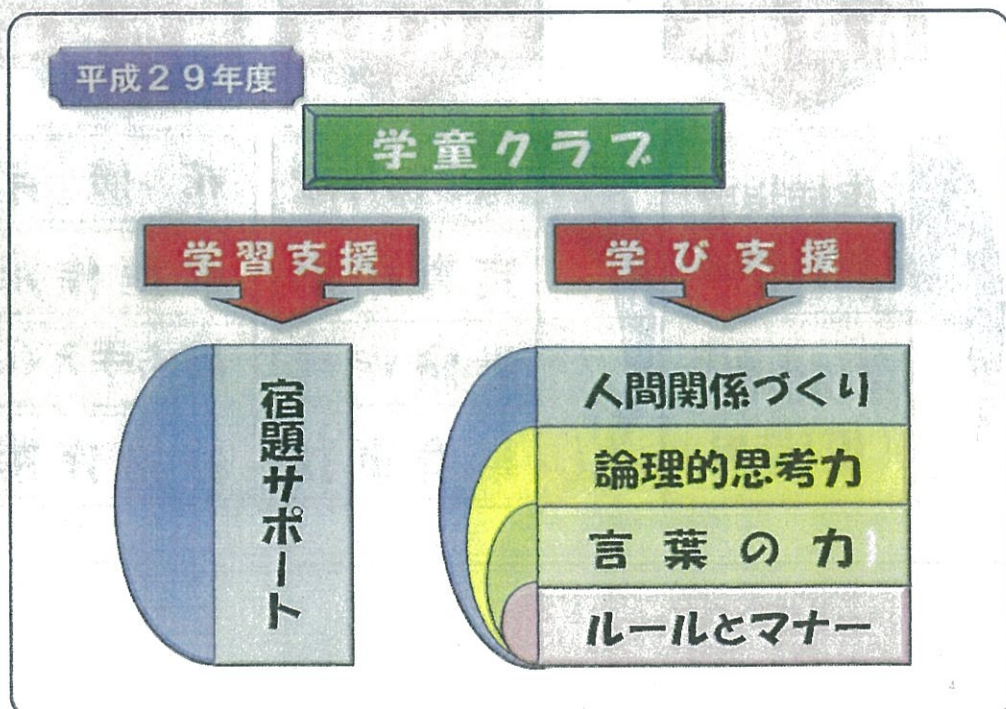 平成29年度
学童クラブ
学習支援
学び支援
宿題サポート
人間関係づくり
論理的思考力
言葉の力
ルールとマナー
4